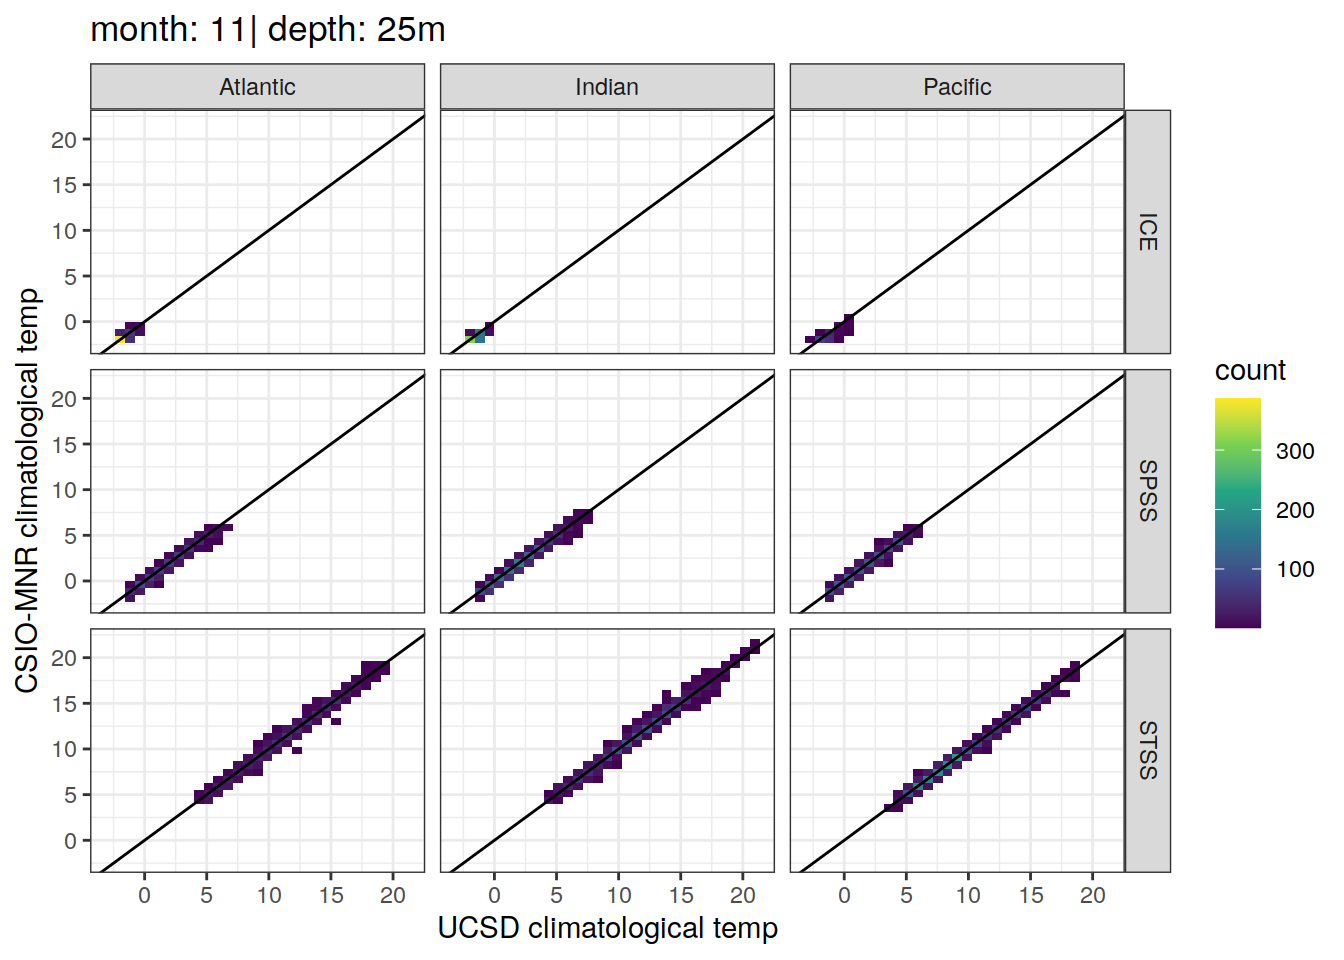 month: 11| depth: 25m
Atlantic
Indian
Pacific
20
15
10
5
0
ICE
20
15
10
5
0
SPSS
20
15
10
5
0
STSS
0 5 10 15 20
0 5 10 15 20
0 5 10 15 20
UCSD climatological temp
CSIO-MNR climatological temp
count
300
200
100